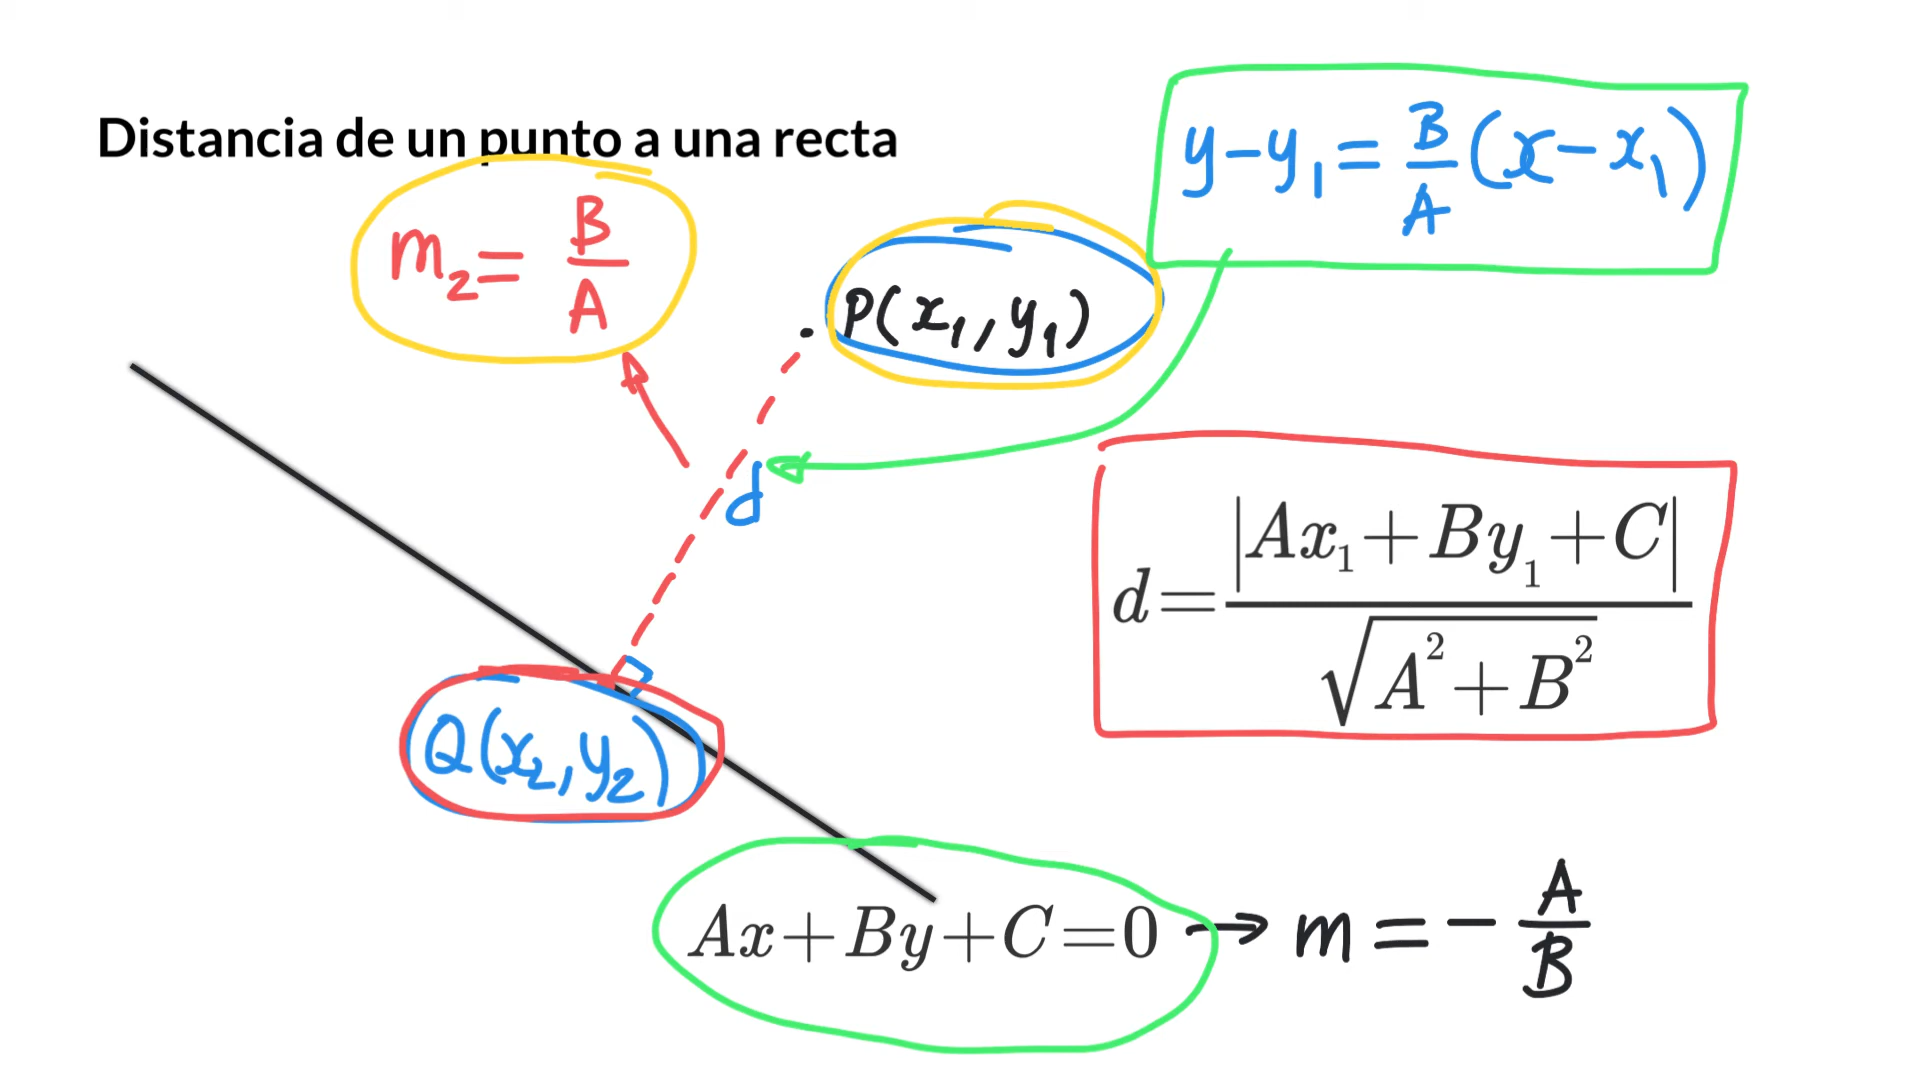 Distancia de un punto a una recta
y-y₁ = B/A (x-x₁)
m₂ = B/A
P(x₁, y₁)
d
d = |Ax₁+By₁+C| / √(A²+B²)
Q(x₂, y₂)
Ax+By+C=0 → m = -A/B